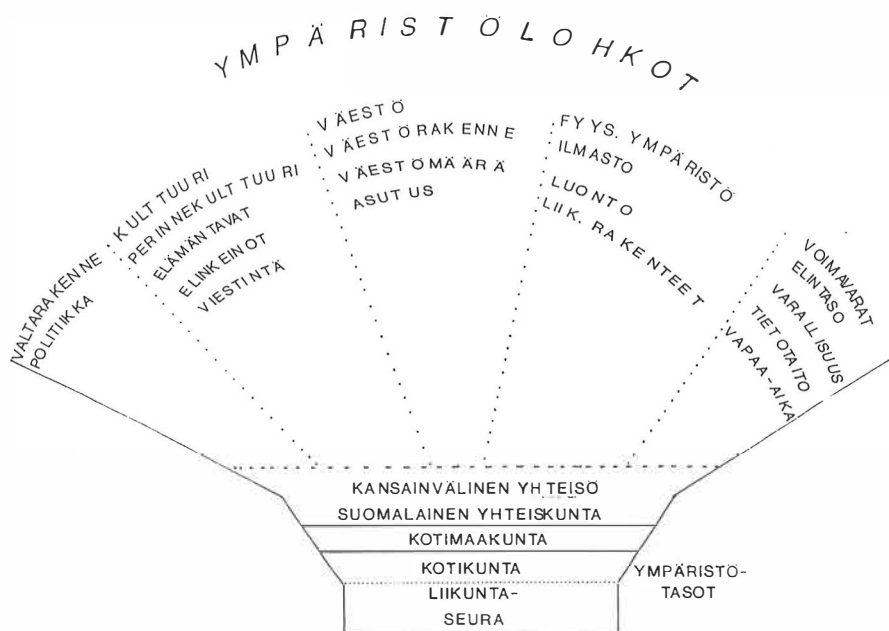 YMPÄRISTÖLOHKOT
VALTARAKENNE
POLITIIKKA
KULTTUURI
PERINNEKULTTUURI
ELÄMÄNTAVAT
ELINKEINOT
VIESTINTÄ
VÄESTÖ
VÄESTÖRAKENNE
VÄESTÖMÄÄRÄ
ASUTUS
FYYS. YMPÄRISTÖ
ILMASTO
LUONTO
LIIK. RAKENTEET
VOIMAVARAT
ELINTASO
VARALLISUUS
TIETOTAITO
VAPAA-AIKA
KANSAINVÄLINEN YHTEISÖ
SUOMALAINEN YHTEISKUNTA
KOTIMAAKUNTA
KOTIKUNTA
LIIKUNTA-
SEURA
YMPÄRISTÖ-
TASOT